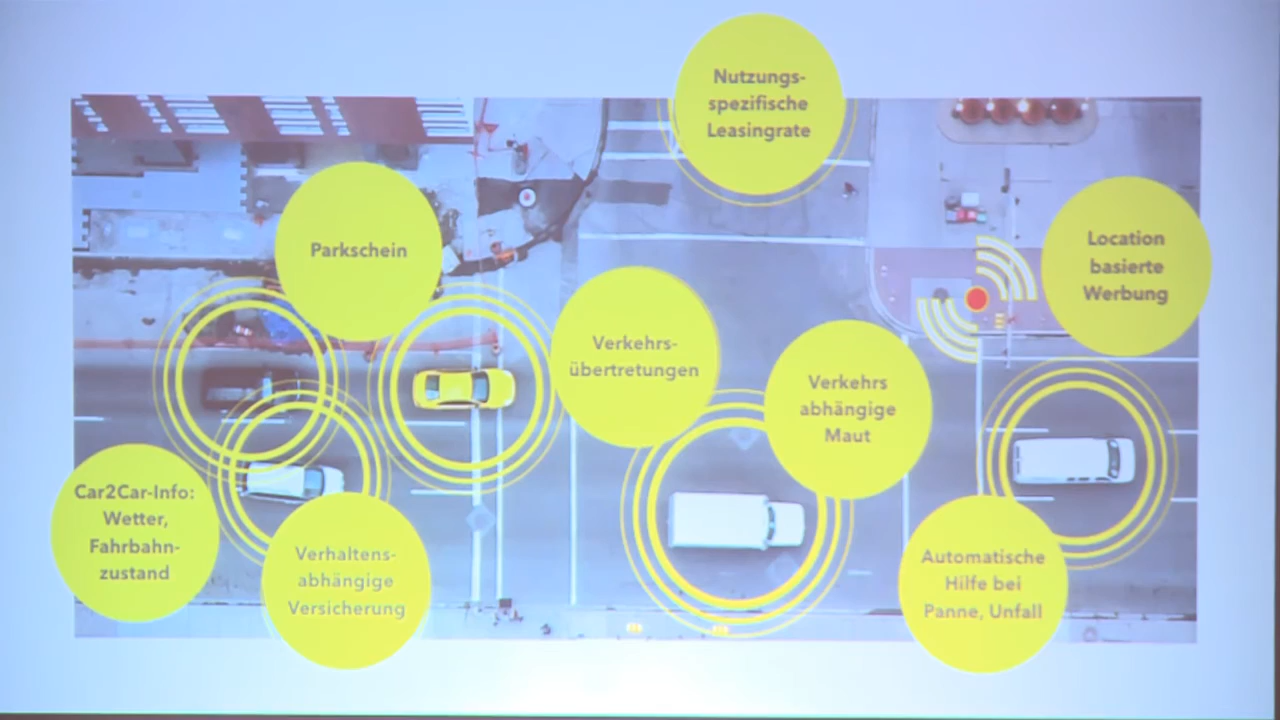 Nutzungs-
spezifische
Leasingrate
Parkschein
Location
basierte
Werbung
Verkehrs-
übertretungen
Verkehrs
abhängige
Maut
Car2Car-Info:
Wetter,
Fahrbahn-
zustand
Verhaltens-
abhängige
Versicherung
Automatische
Hilfe bei
Panne, Unfall